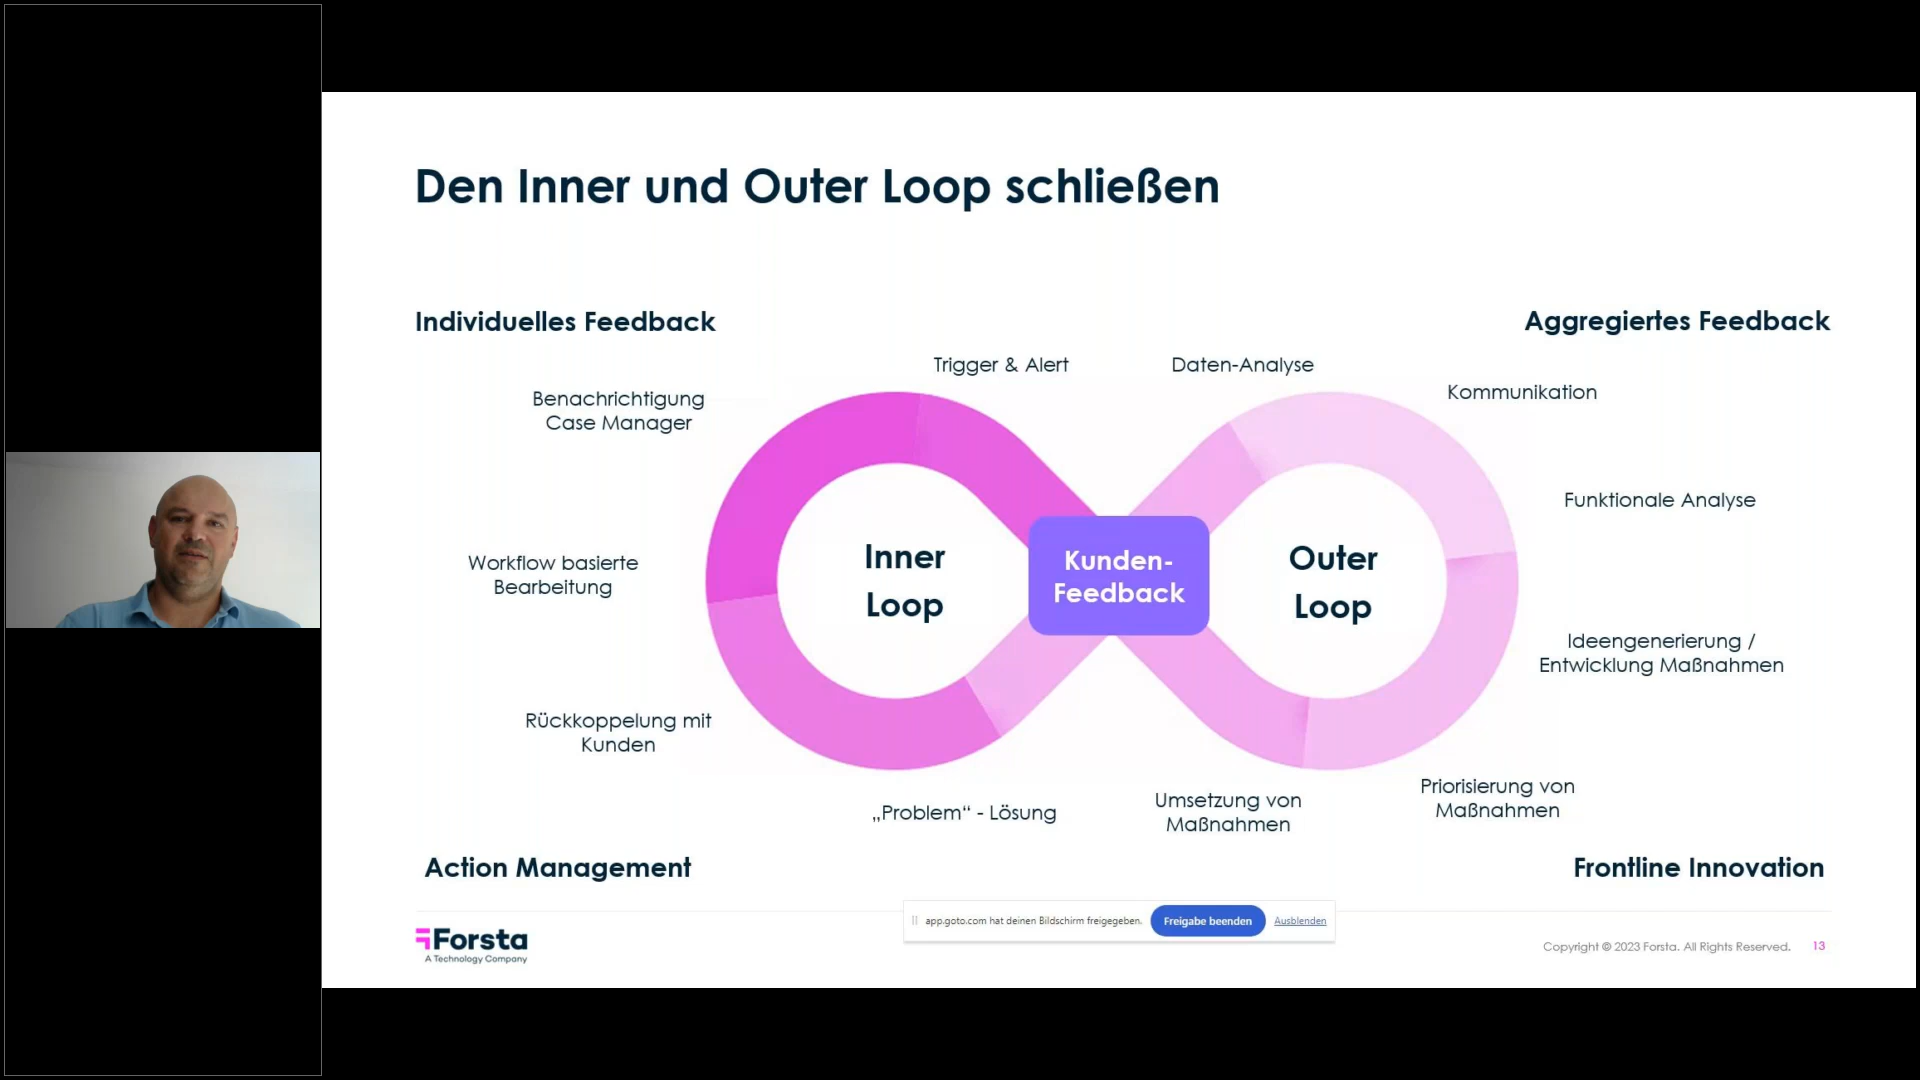 Den Inner und Outer Loop schließen
Individuelles Feedback
Aggregiertes Feedback
Trigger & Alert
Daten-Analyse
Benachrichtigung
Case Manager
Kommunikation
Funktionale Analyse
Workflow basierte
Bearbeitung
Inner
Loop
Kunden-
Feedback
Outer
Loop
Ideengenerierung /
Entwicklung Maßnahmen
Rückkoppelung mit
Kunden
„Problem“ - Lösung
Umsetzung von
Maßnahmen
Priorisierung von
Maßnahmen
Action Management
Frontline Innovation
app.goto.com hat deinen Bildschirm freigegeben. Freigabe beenden Ausblenden
Forsta
A Technology Company
Copyright © 2023 Forsta. All Rights Reserved. 13